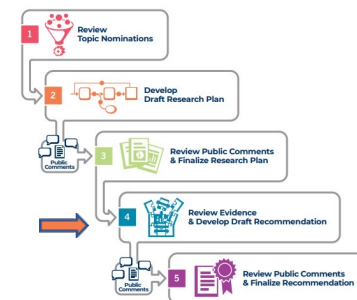 1
Review
Topic Nominations
2
Develop
Draft Research Plan
Public
Comments
3
Review Public Comments
& Finalize Research Plan
4
Review Evidence
& Develop Draft Recommendation
Public
Comments
5
Review Public Comments
& Finalize Recommendation